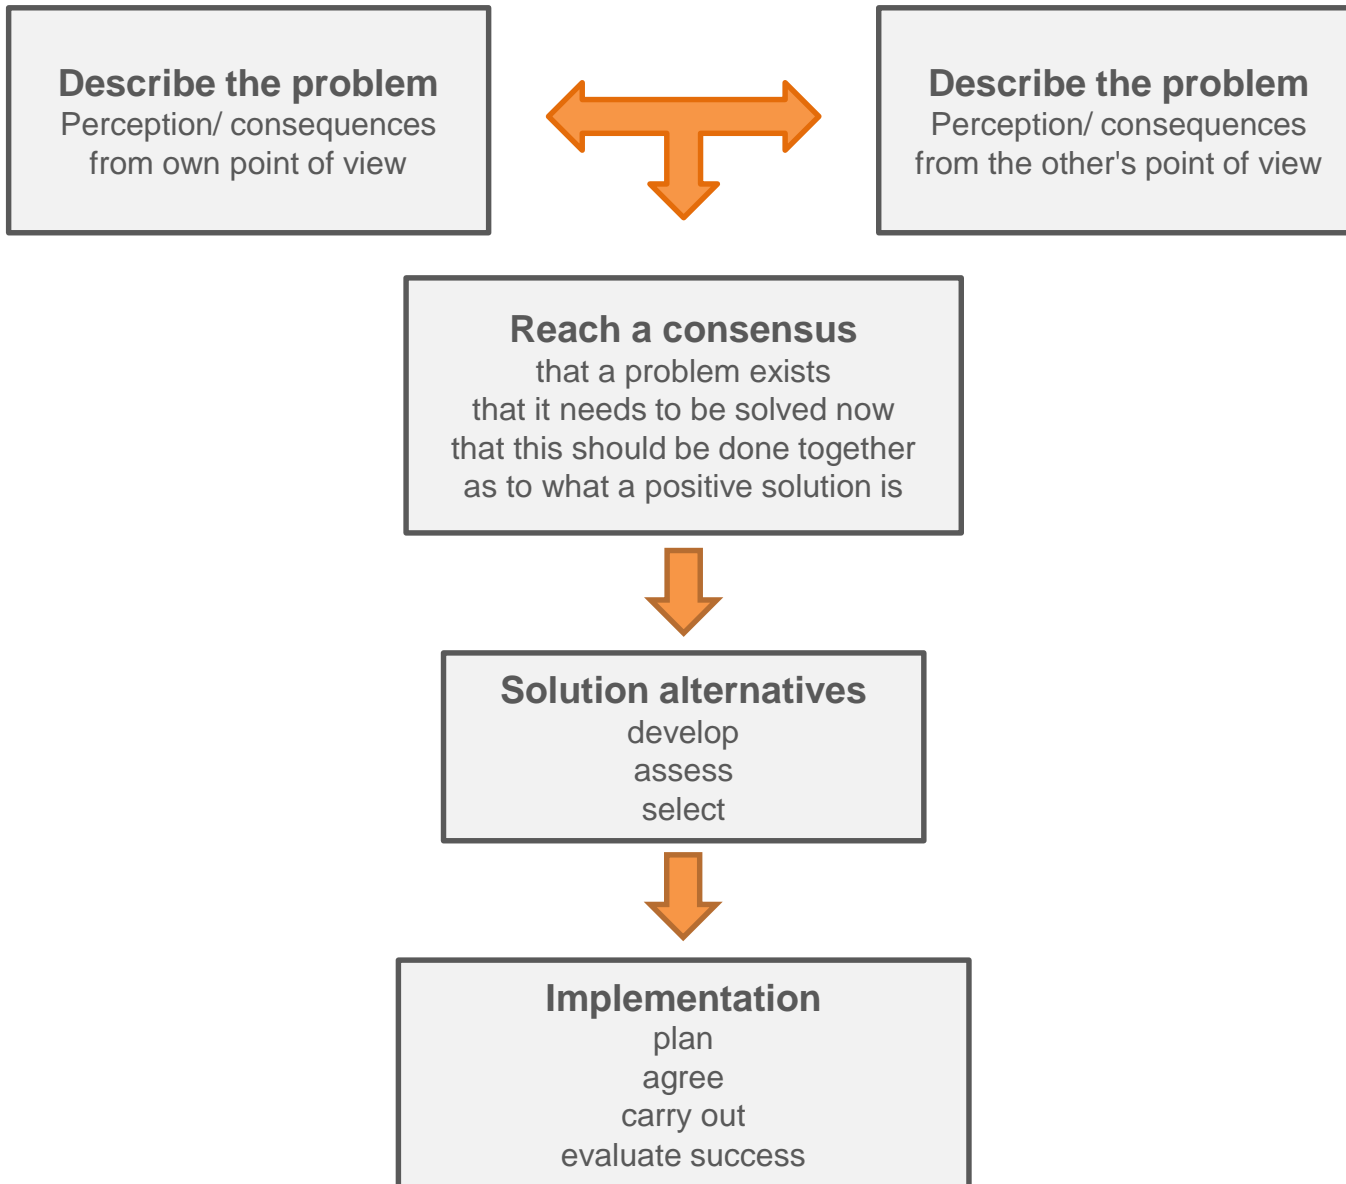 Describe the problem
Perception/ consequences
from own point of view
Describe the problem
Perception/ consequences
from the other's point of view
Reach a consensus
that a problem exists
that it needs to be solved now
that this should be done together
as to what a positive solution is
Solution alternatives
develop
assess
select
Implementation
plan
agree
carry out
evaluate success